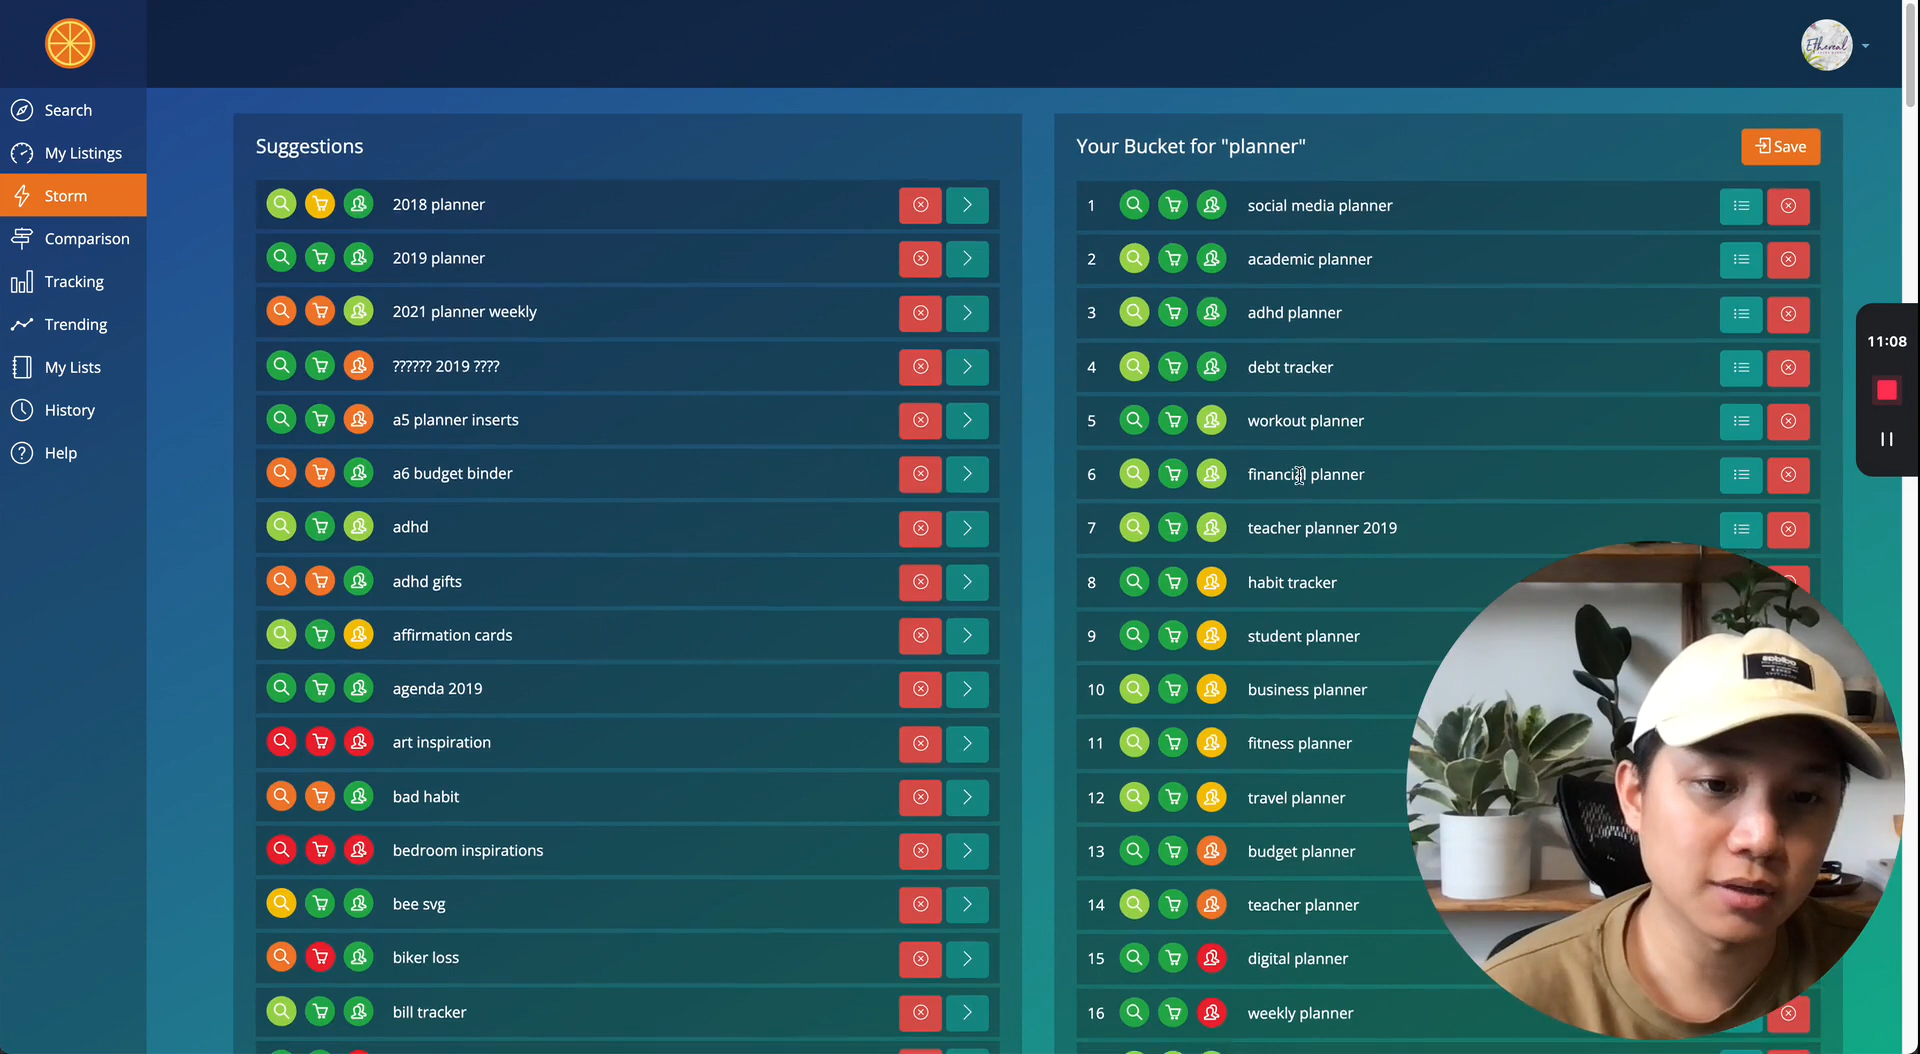 Ethereal
Search
My Listings
Storm
Comparison
Tracking
Trending
My Lists
History
Help
Suggestions
2018 planner
2019 planner
2021 planner weekly
?????? 2019 ????
a5 planner inserts
a6 budget binder
adhd
adhd gifts
affirmation cards
agenda 2019
art inspiration
bad habit
bedroom inspirations
bee svg
biker loss
bill tracker
Your Bucket for "planner"
Save
1 social media planner
2 academic planner
3 adhd planner
4 debt tracker
5 workout planner
6 financial planner
7 teacher planner 2019
8 habit tracker
9 student planner
10 business planner
11 fitness planner
12 travel planner
13 budget planner
14 teacher planner
15 digital planner
16 weekly planner
11:08